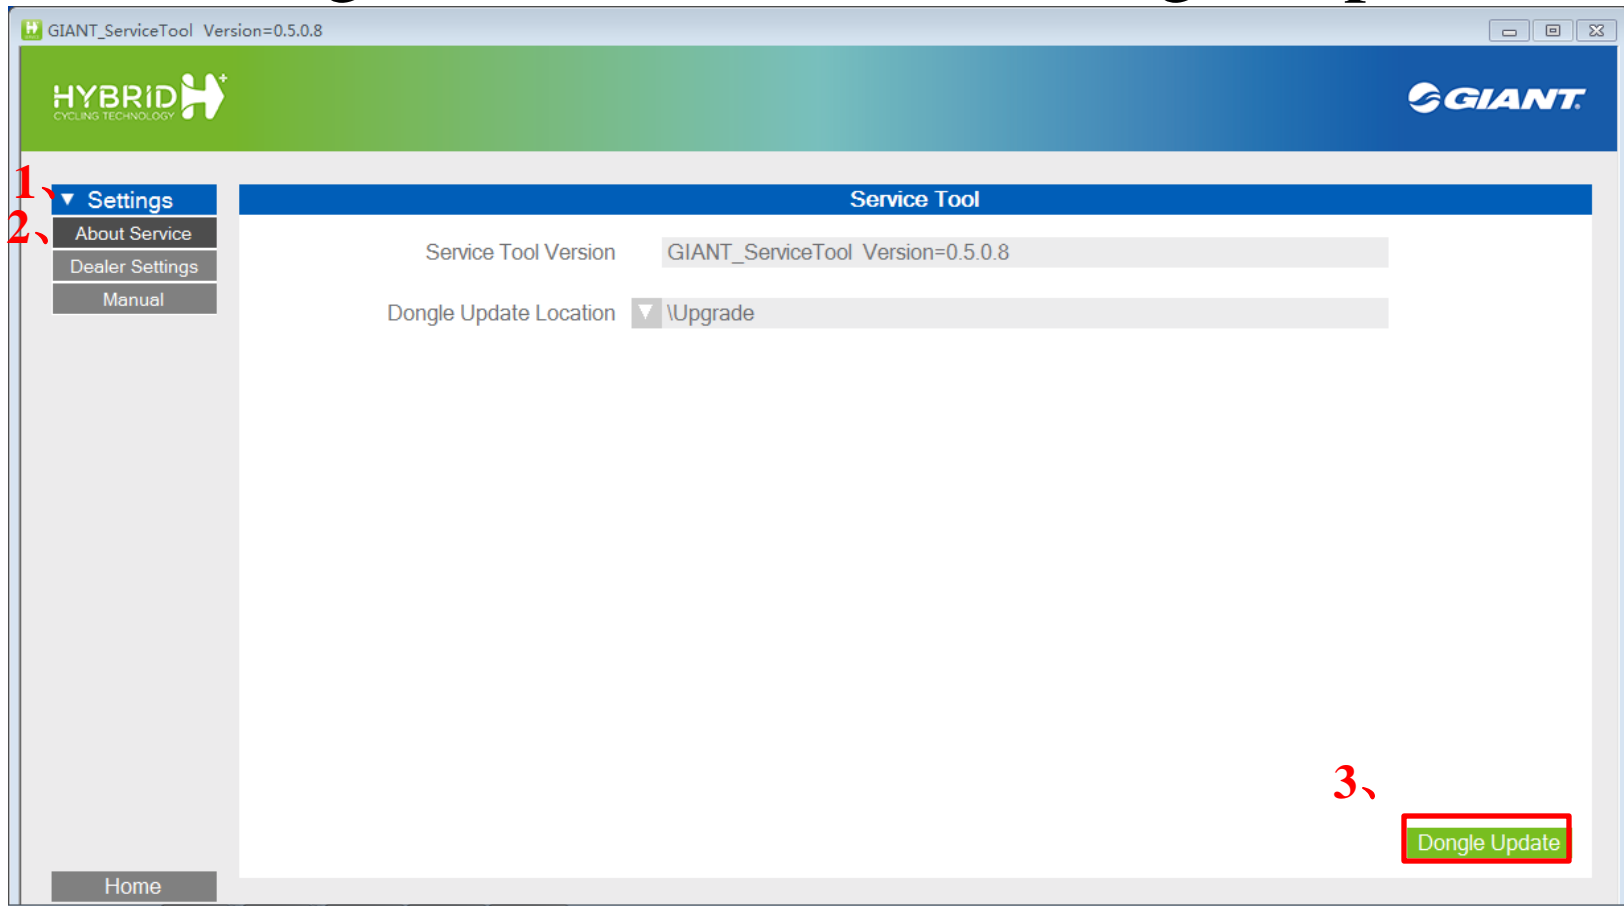 GIANT_ServiceTool Version=0.5.0.8
HYBRiD H+
CYCLING TECHNOLOGY
GIANT.
1、
▼ Settings
Service Tool
2、
About Service
Service Tool Version GIANT_ServiceTool Version=0.5.0.8
Dealer Settings
Manual
Dongle Update Location ▼ \Upgrade
3、
Dongle Update
Home